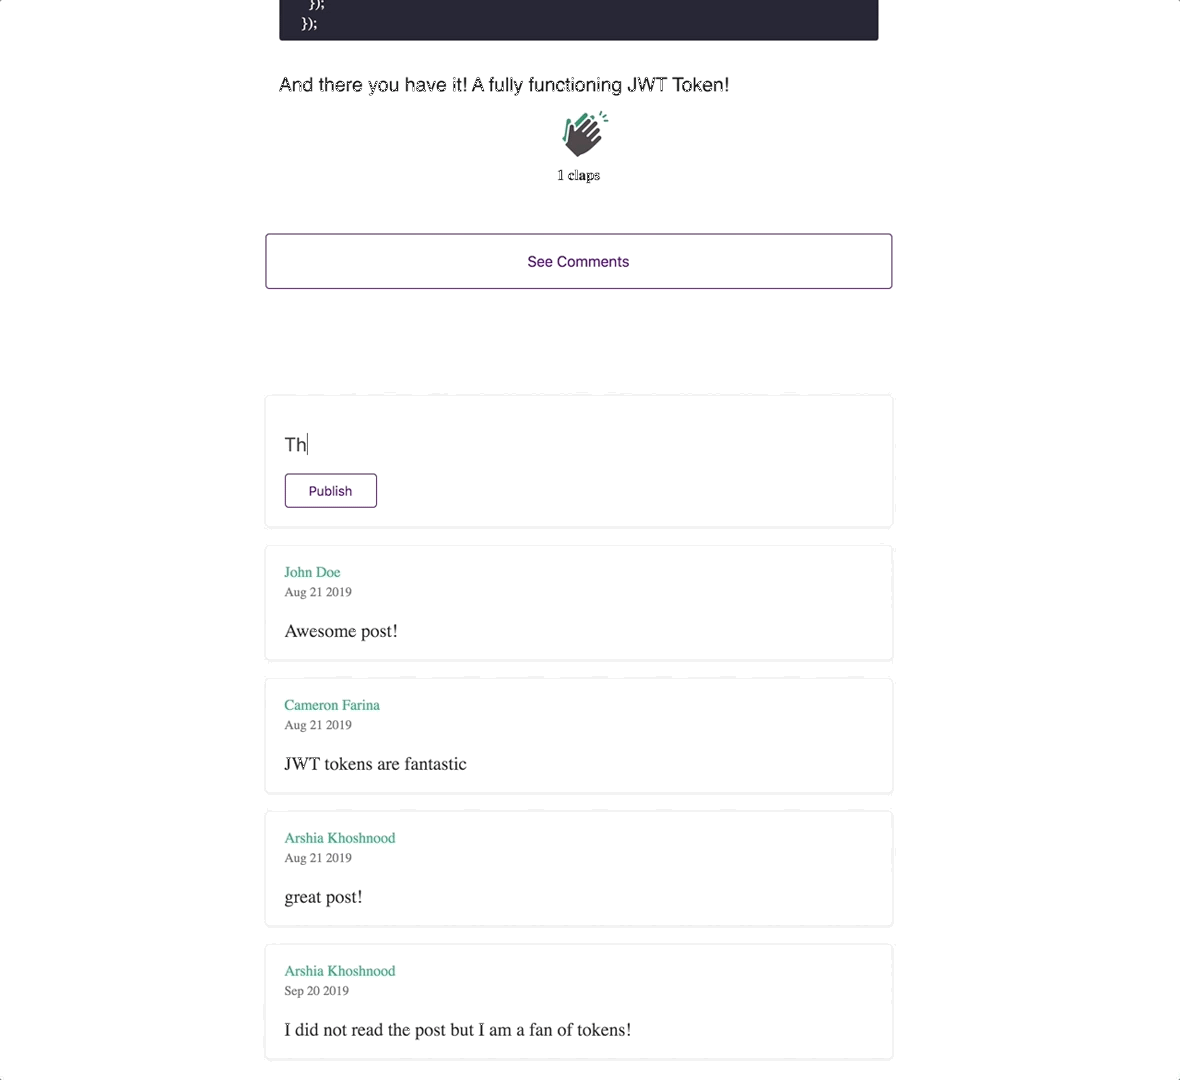 });
});
And there you have it! A fully functioning JWT Token!
1 claps
See Comments
Th
Publish
John Doe
Aug 21 2019
Awesome post!
Cameron Farina
Aug 21 2019
JWT tokens are fantastic
Arshia Khoshnood
Aug 21 2019
great post!
Arshia Khoshnood
Sep 20 2019
I did not read the post but I am a fan of tokens!